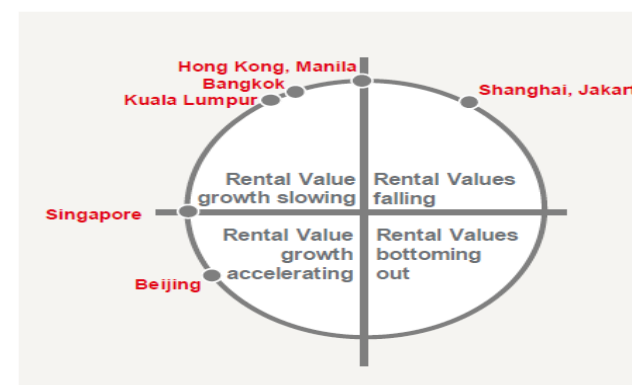 Hong Kong, Manila
Bangkok
Kuala Lumpur
Shanghai, Jakart
Rental Value
growth slowing
Rental Values
falling
Singapore
Rental Value
growth
accelerating
Rental Values
bottoming
out
Beijing